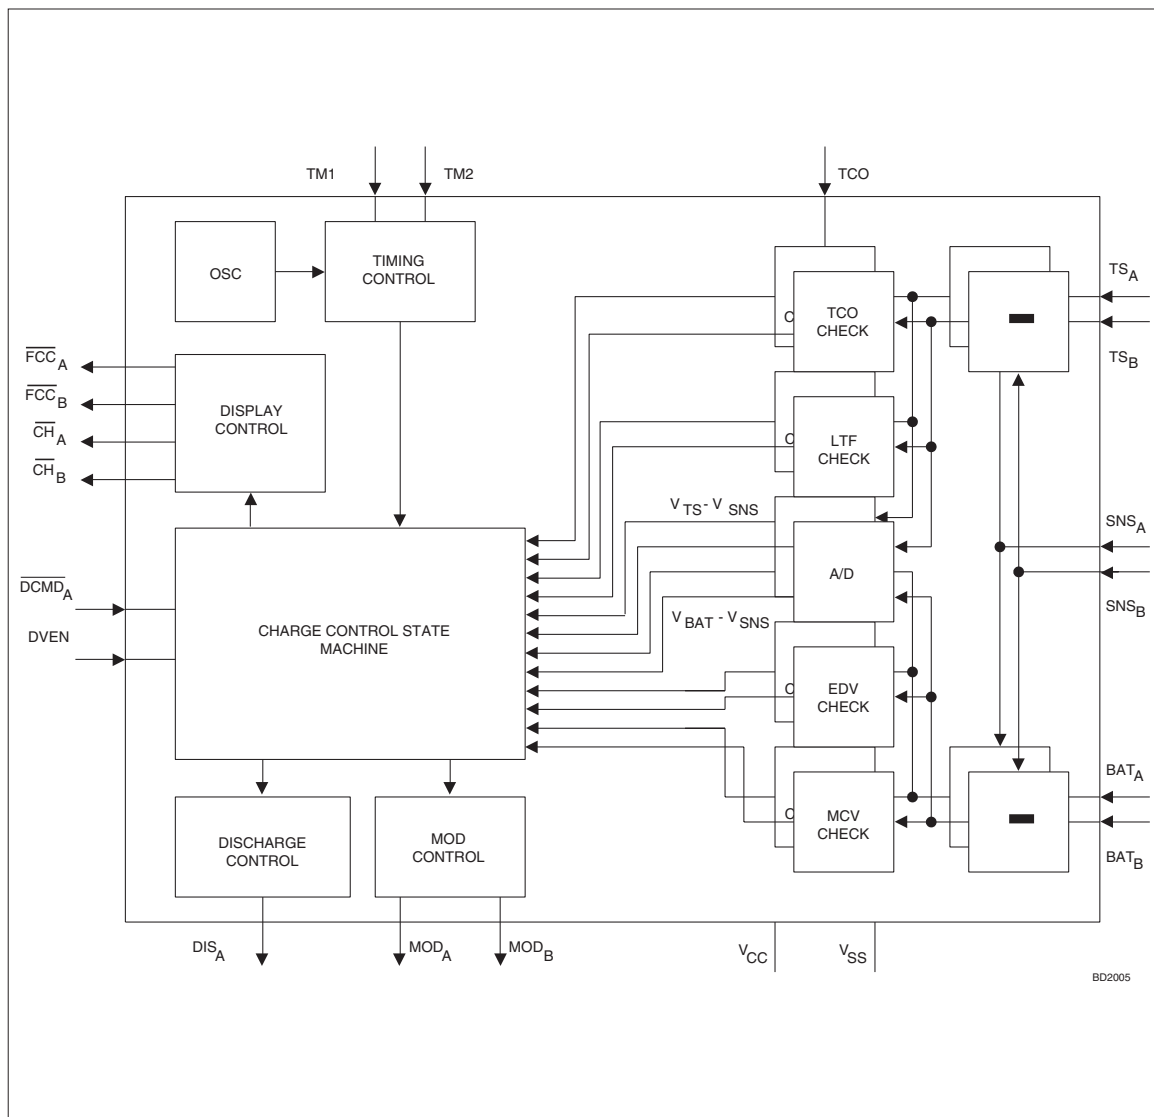 TM1
TM2
TCO
OSC
TIMING
CONTROL
TCO
CHECK
C
TS_A
TS_B
FCC_A
FCC_B
CH_A
CH_B
DISPLAY
CONTROL
LTF
CHECK
C
V_TS - V_SNS
A/D
SNS_A
SNS_B
DCMD_A
DVEN
CHARGE CONTROL STATE
MACHINE
V_BAT - V_SNS
EDV
CHECK
C
MCV
CHECK
C
BAT_A
BAT_B
DISCHARGE
CONTROL
MOD
CONTROL
DIS_A
MOD_A
MOD_B
V_CC
V_SS
BD2005